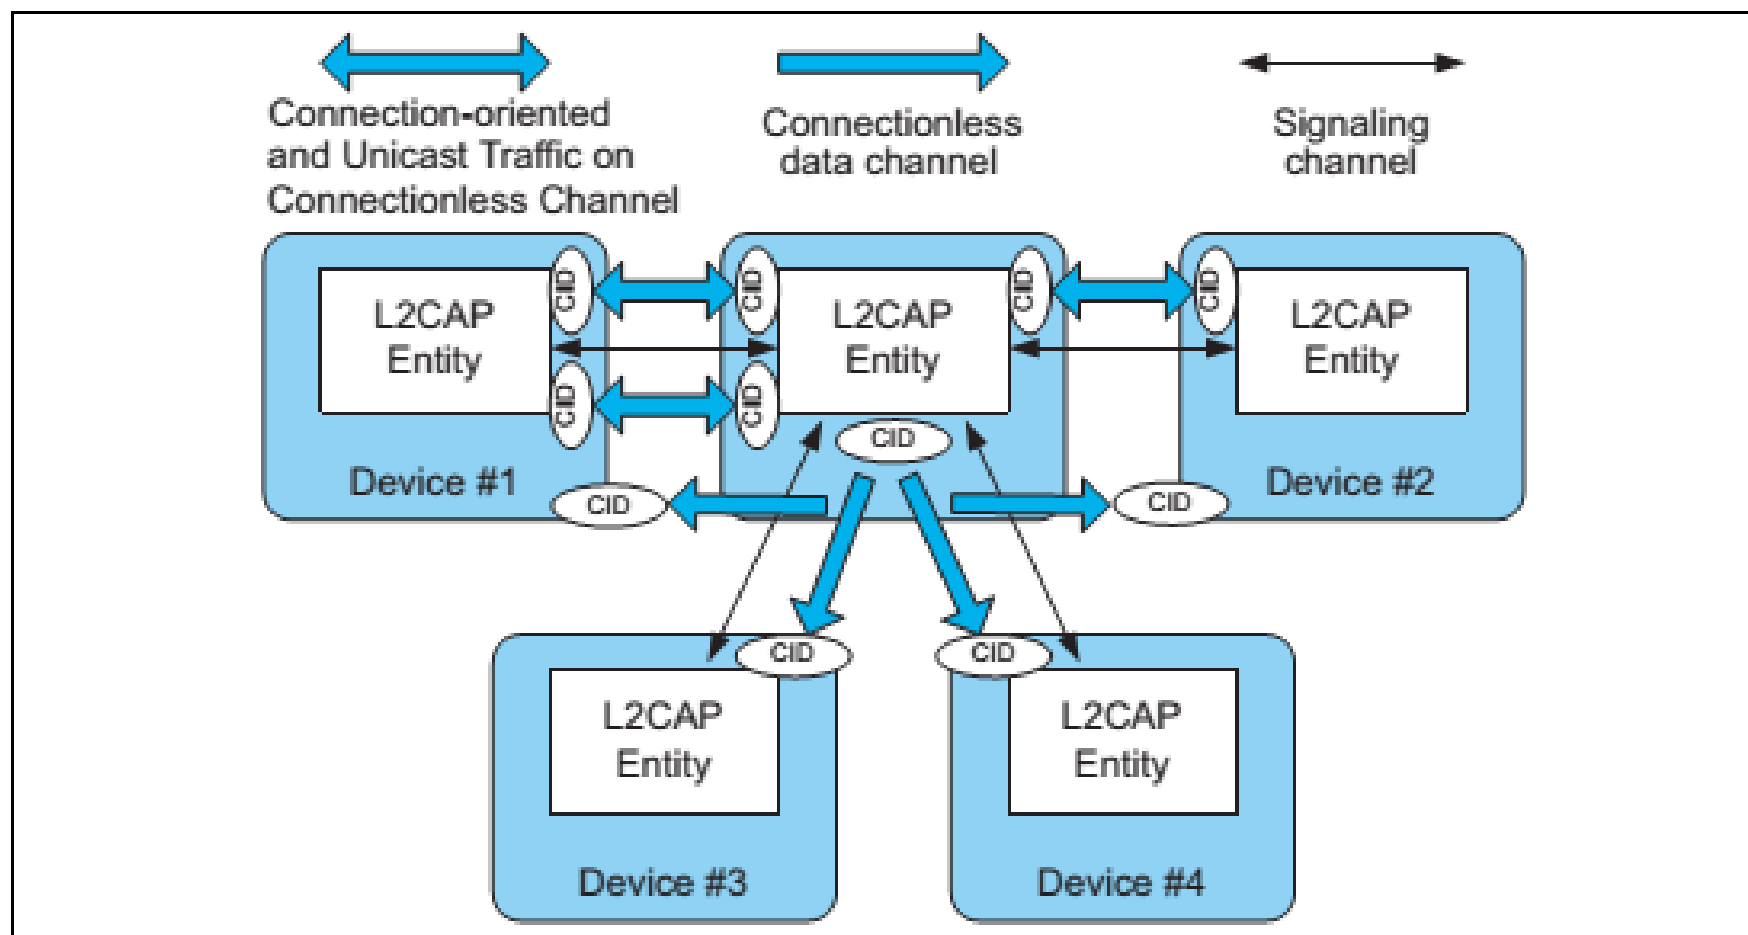 Connection-oriented
and Unicast Traffic on
Connectionless Channel
Connectionless
data channel
Signaling
channel
L2CAP
Entity
CID
CID
Device #1
CID
CID
CID
L2CAP
Entity
CID
CID
CID
L2CAP
Entity
Device #2
CID
CID
CID
L2CAP
Entity
Device #3
CID
L2CAP
Entity
Device #4